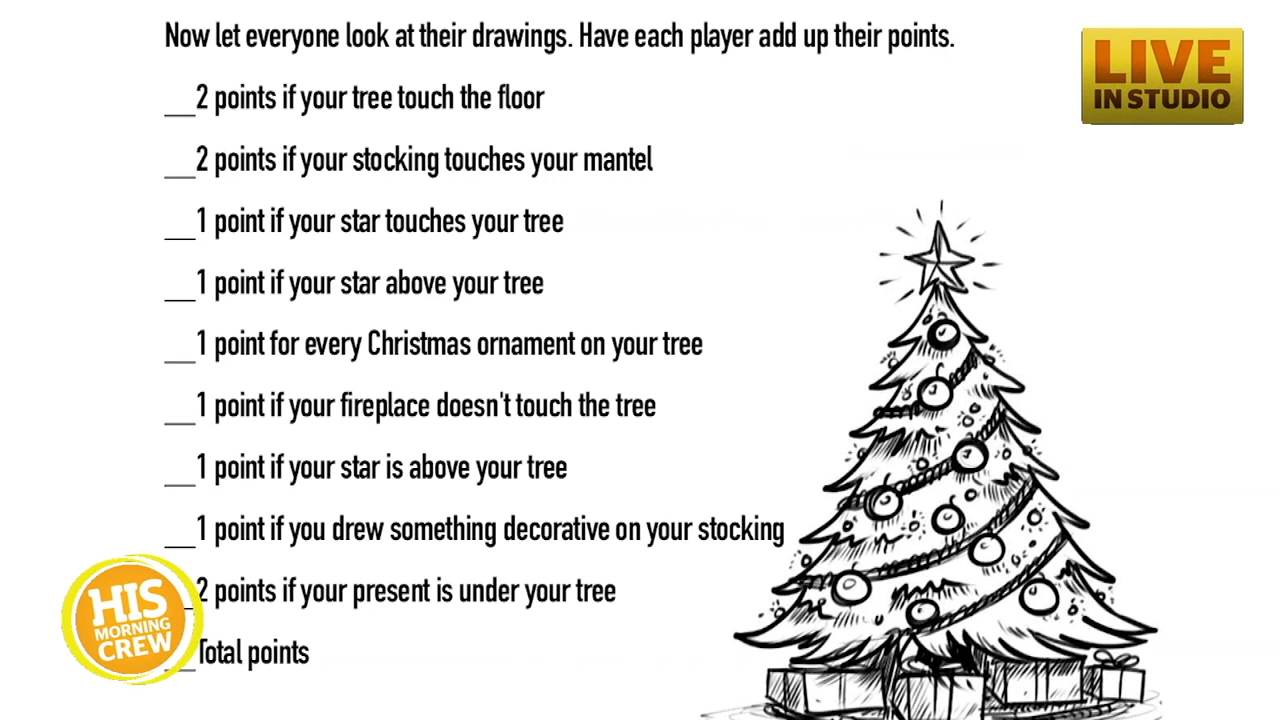 Now let everyone look at their drawings. Have each player add up their points.
__2 points if your tree touch the floor
__2 points if your stocking touches your mantel
__1 point if your star touches your tree
__1 point if your star above your tree
__1 point for every Christmas ornament on your tree
__1 point if your fireplace doesn't touch the tree
__1 point if your star is above your tree
__1 point if you drew something decorative on your stocking
__2 points if your present is under your tree
__Total points
LIVE
IN STUDIO
HIS
MORNING
CREW